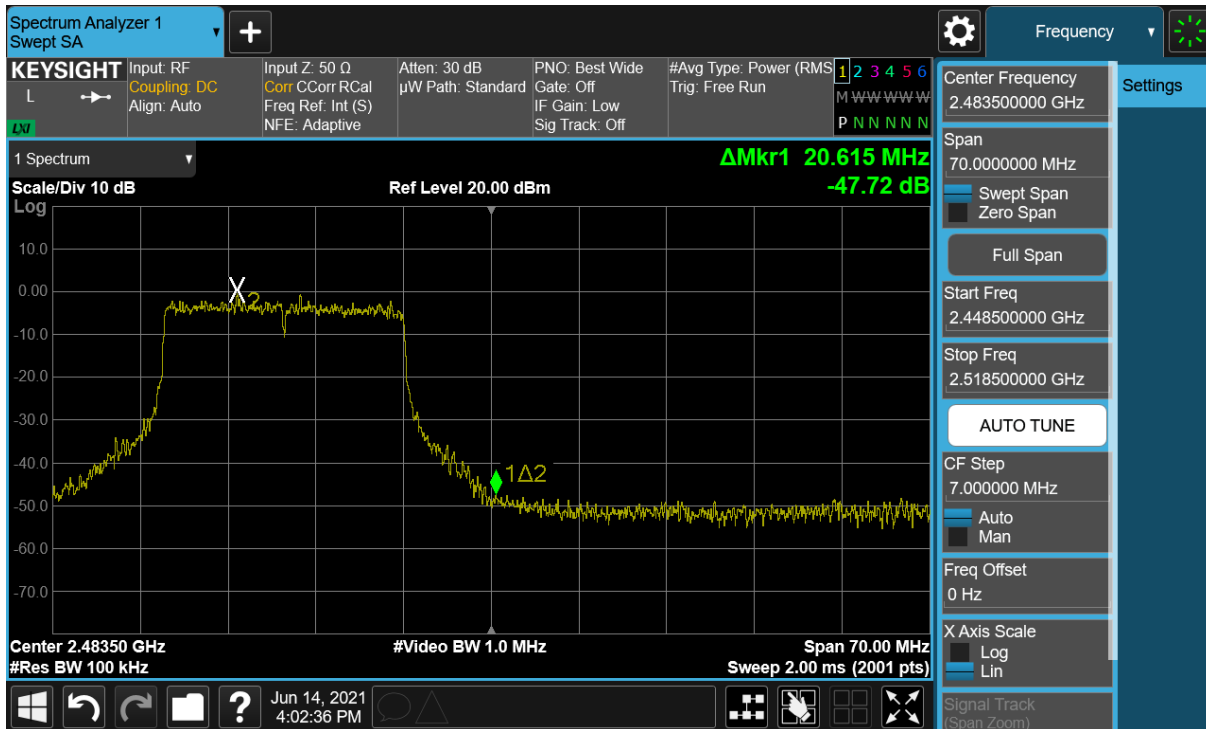 Spectrum Analyzer 1
Swept SA
+
Frequency
KEYSIGHT
L
LXI
Input: RF
Coupling: DC
Align: Auto
Input Z: 50 Ω
Corr CCorr RCal
Freq Ref: Int (S)
NFE: Adaptive
Atten: 30 dB
µW Path: Standard
PNO: Best Wide
Gate: Off
IF Gain: Low
Sig Track: Off
#Avg Type: Power (RMS
Trig: Free Run
1 2 3 4 5 6
M W W W W W
P N N N N N
1 Spectrum
Scale/Div 10 dB
Log
Ref Level 20.00 dBm
ΔMkr1 20.615 MHz
-47.72 dB
10.0
0.00
-10.0
-20.0
-30.0
-40.0
-50.0
-60.0
-70.0
X2
1Δ2
Center 2.48350 GHz
#Res BW 100 kHz
#Video BW 1.0 MHz
Span 70.00 MHz
Sweep 2.00 ms (2001 pts)
Jun 14, 2021
4:02:36 PM
?
Center Frequency
2.483500000 GHz
Span
70.0000000 MHz
Swept Span
Zero Span
Full Span
Start Freq
2.448500000 GHz
Stop Freq
2.518500000 GHz
AUTO TUNE
CF Step
7.000000 MHz
Auto
Man
Freq Offset
0 Hz
X Axis Scale
Log
Lin
Signal Track
(Span Zoom)
Settings